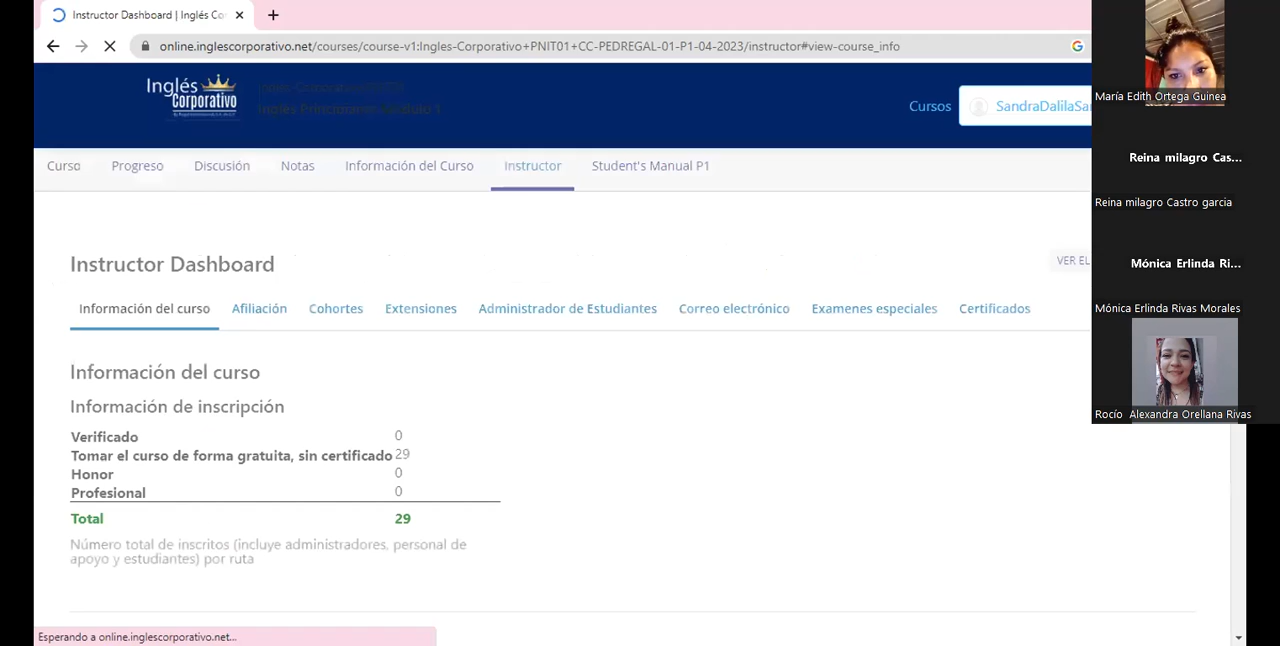 Instructor Dashboard | Inglés Co
online.inglescorporativo.net/courses/course-v1:Ingles-Corporativo+PNIT01+CC-PEDREGAL-01-P1-04-2023/instructor#view-course_info
Inglés
Corporativo
Inglés Principiante Módulo 1
Cursos
SandraDalilaSa
Curso
Progreso
Discusión
Notas
Información del Curso
Instructor
Student's Manual P1
Instructor Dashboard
VER EL
Información del curso
Afiliación
Cohortes
Extensiones
Administrador de Estudiantes
Correo electrónico
Examenes especiales
Certificados
Información del curso
Información de inscripción
Verificado 0
Tomar el curso de forma gratuita, sin certificado 29
Honor 0
Profesional 0
Total 29
Número total de inscritos (incluye administradores, personal de
apoyo y estudiantes) por ruta
Esperando a online.inglescorporativo.net...
María Edith Ortega Guinea
Reina milagro Cas...
Reina milagro Castro garcia
Mónica Erlinda Ri...
Mónica Erlinda Rivas Morales
Rocío Alexandra Orellana Rivas